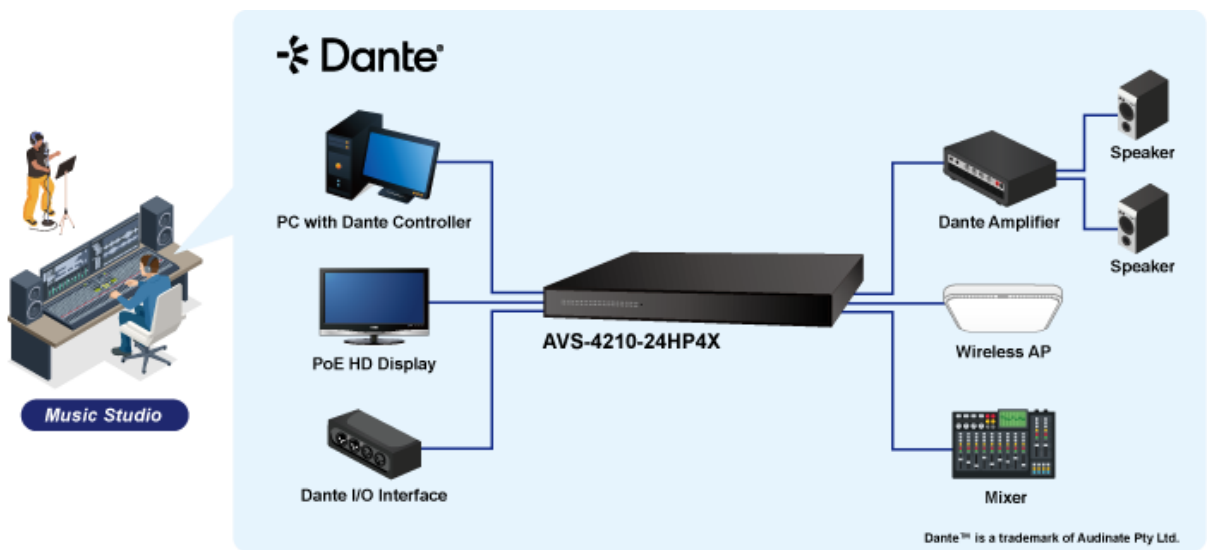 Dante®
PC with Dante Controller
Speaker
Dante Amplifier
Speaker
AVS-4210-24HP4X
PoE HD Display
Wireless AP
Music Studio
Dante I/O Interface
Mixer
Dante™ is a trademark of Audinate Pty Ltd.